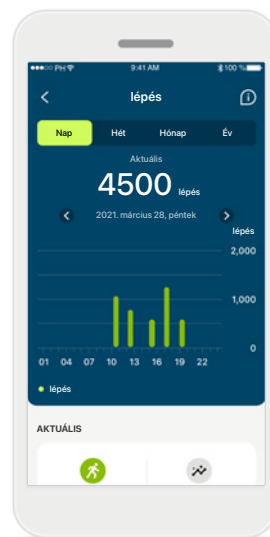 PH 9:41 AM 100 %
lépés
Nap Hét Hónap Év
Aktuális
4500 lépés
2021. március 28, péntek
lépés
2,000
1,000
0
01 04 07 10 13 16 19 22
lépés
AKTUÁLIS